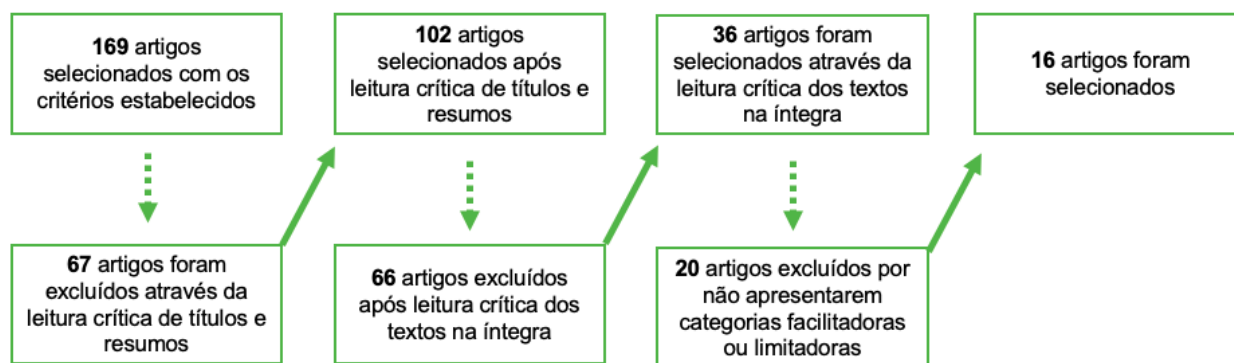 169 artigos
selecionados com os
critérios estabelecidos
67 artigos foram
excluídos através da
leitura crítica de títulos e
resumos
102 artigos
selecionados após
leitura crítica de títulos e
resumos
66 artigos excluídos
após leitura crítica dos
textos na íntegra
36 artigos foram
selecionados através da
leitura crítica dos textos
na íntegra
20 artigos excluídos por
não apresentarem
categorias facilitadoras
ou limitadoras
16 artigos foram
selecionados